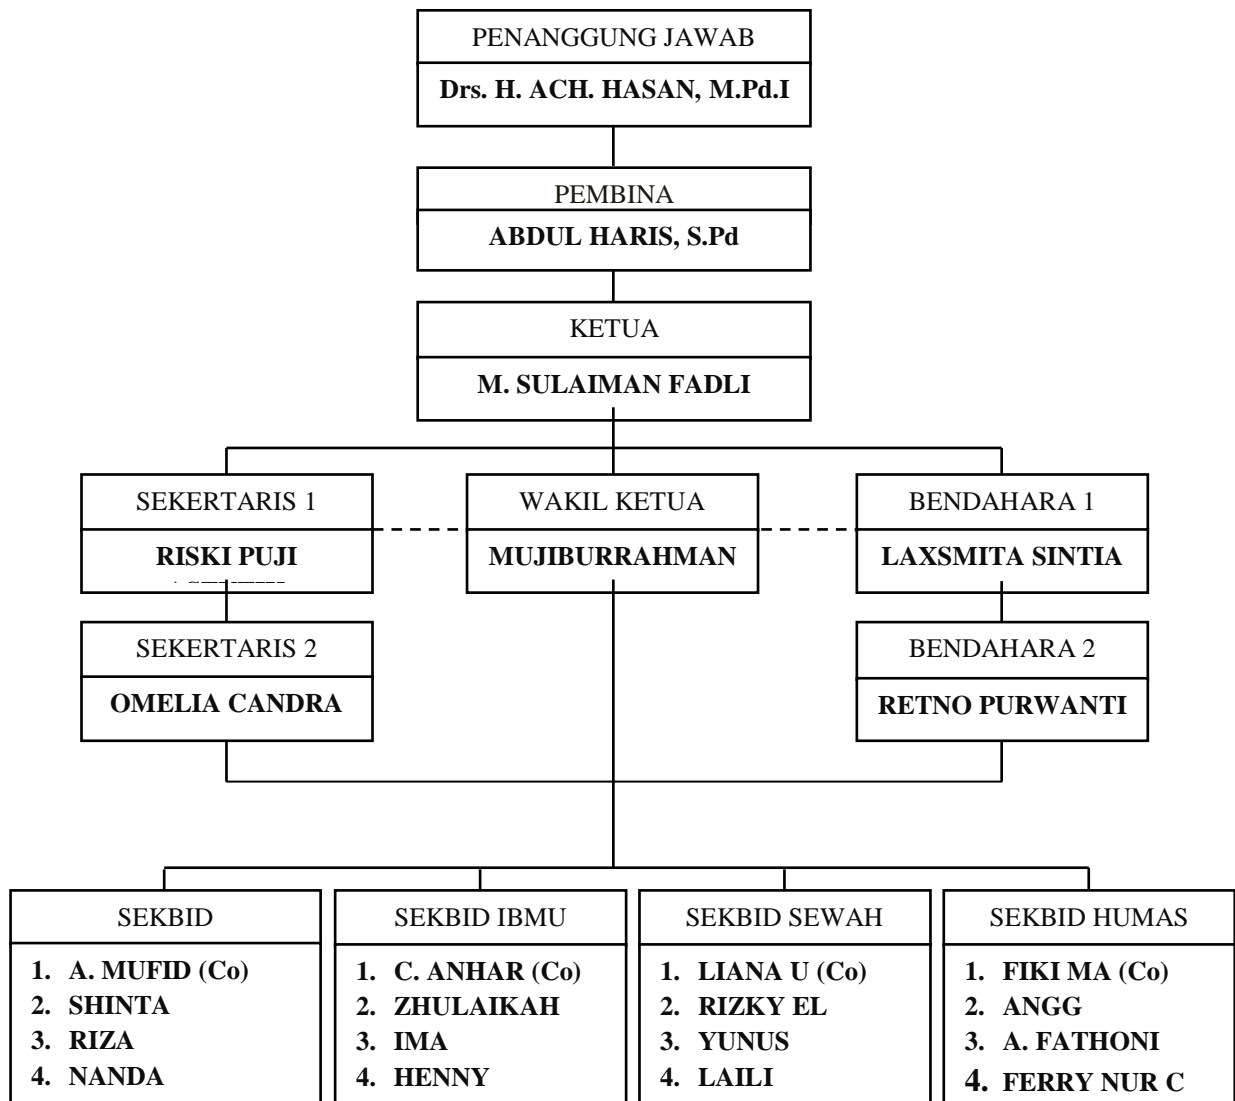 PENANGGUNG JAWAB
Drs. H. ACH. HASAN, M.Pd.I
PEMBINA
ABDUL HARIS, S.Pd
KETUA
M. SULAIMAN FADLI
SEKERTARIS 1
RISKI PUJI
WAKIL KETUA
MUJIBURRAHMAN
BENDAHARA 1
LAXSMITA SINTIA
SEKERTARIS 2
OMELIA CANDRA
BENDAHARA 2
RETNO PURWANTI
SEKBID
1. A. MUFID (Co)
2. SHINTA
3. RIZA
4. NANDA
SEKBID IBMU
1. C. ANHAR (Co)
2. ZHULAIKAH
3. IMA
4. HENNY
SEKBID SEWAH
1. LIANA U (Co)
2. RIZKY EL
3. YUNUS
4. LAILI
SEKBID HUMAS
1. FIKI MA (Co)
2. ANGG
3. A. FATHONI
4. FERRY NUR C